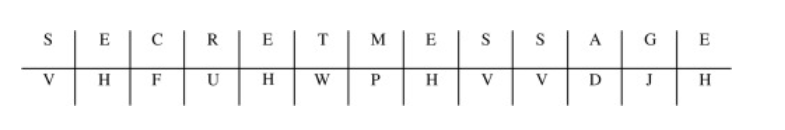 S E C R E T M E S S A G E
V H F U H W P H V V D J H